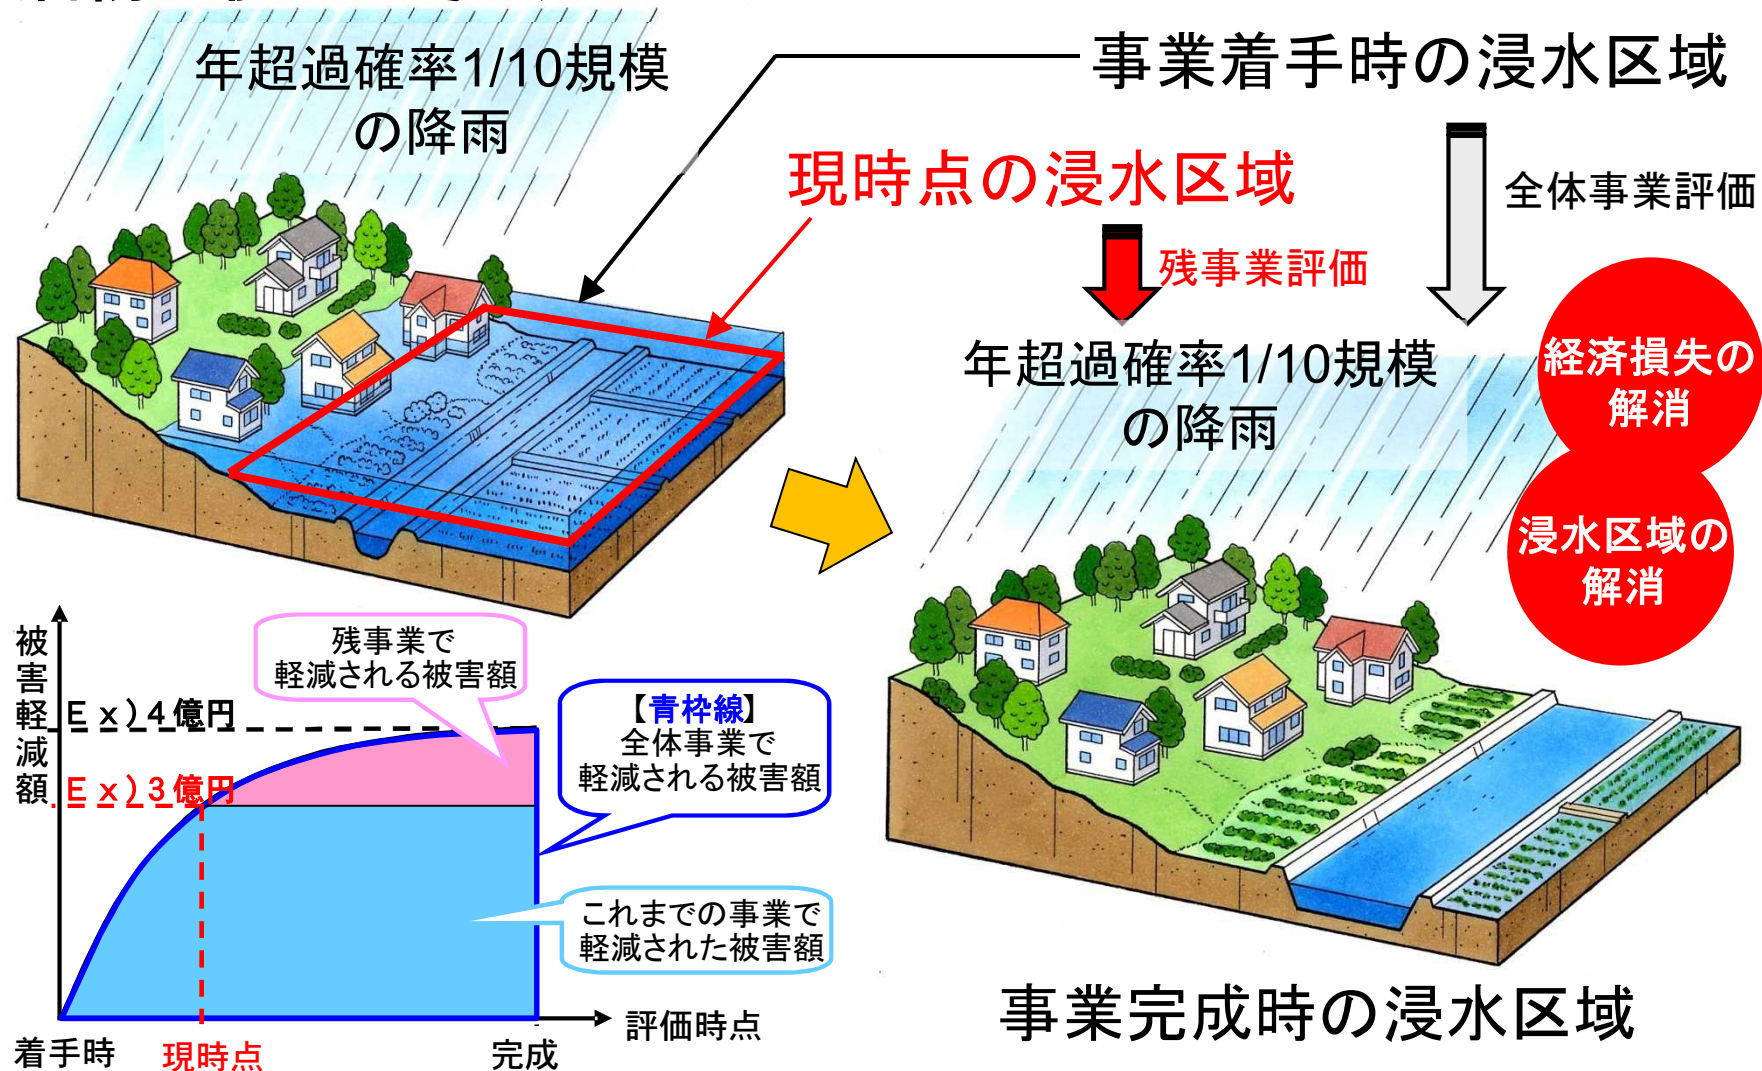 年超過確率1/10規模
の降雨
事業着手時の浸水区域
現時点の浸水区域
全体事業評価
残事業評価
年超過確率1/10規模
の降雨
経済損失の
解消
浸水区域の
解消
被害軽減額
Ex)4億円
Ex)3億円
残事業で
軽減される被害額
【青枠線】
全体事業で
軽減される被害額
これまでの事業で
軽減された被害額
評価時点
着手時
現時点
完成
事業完成時の浸水区域